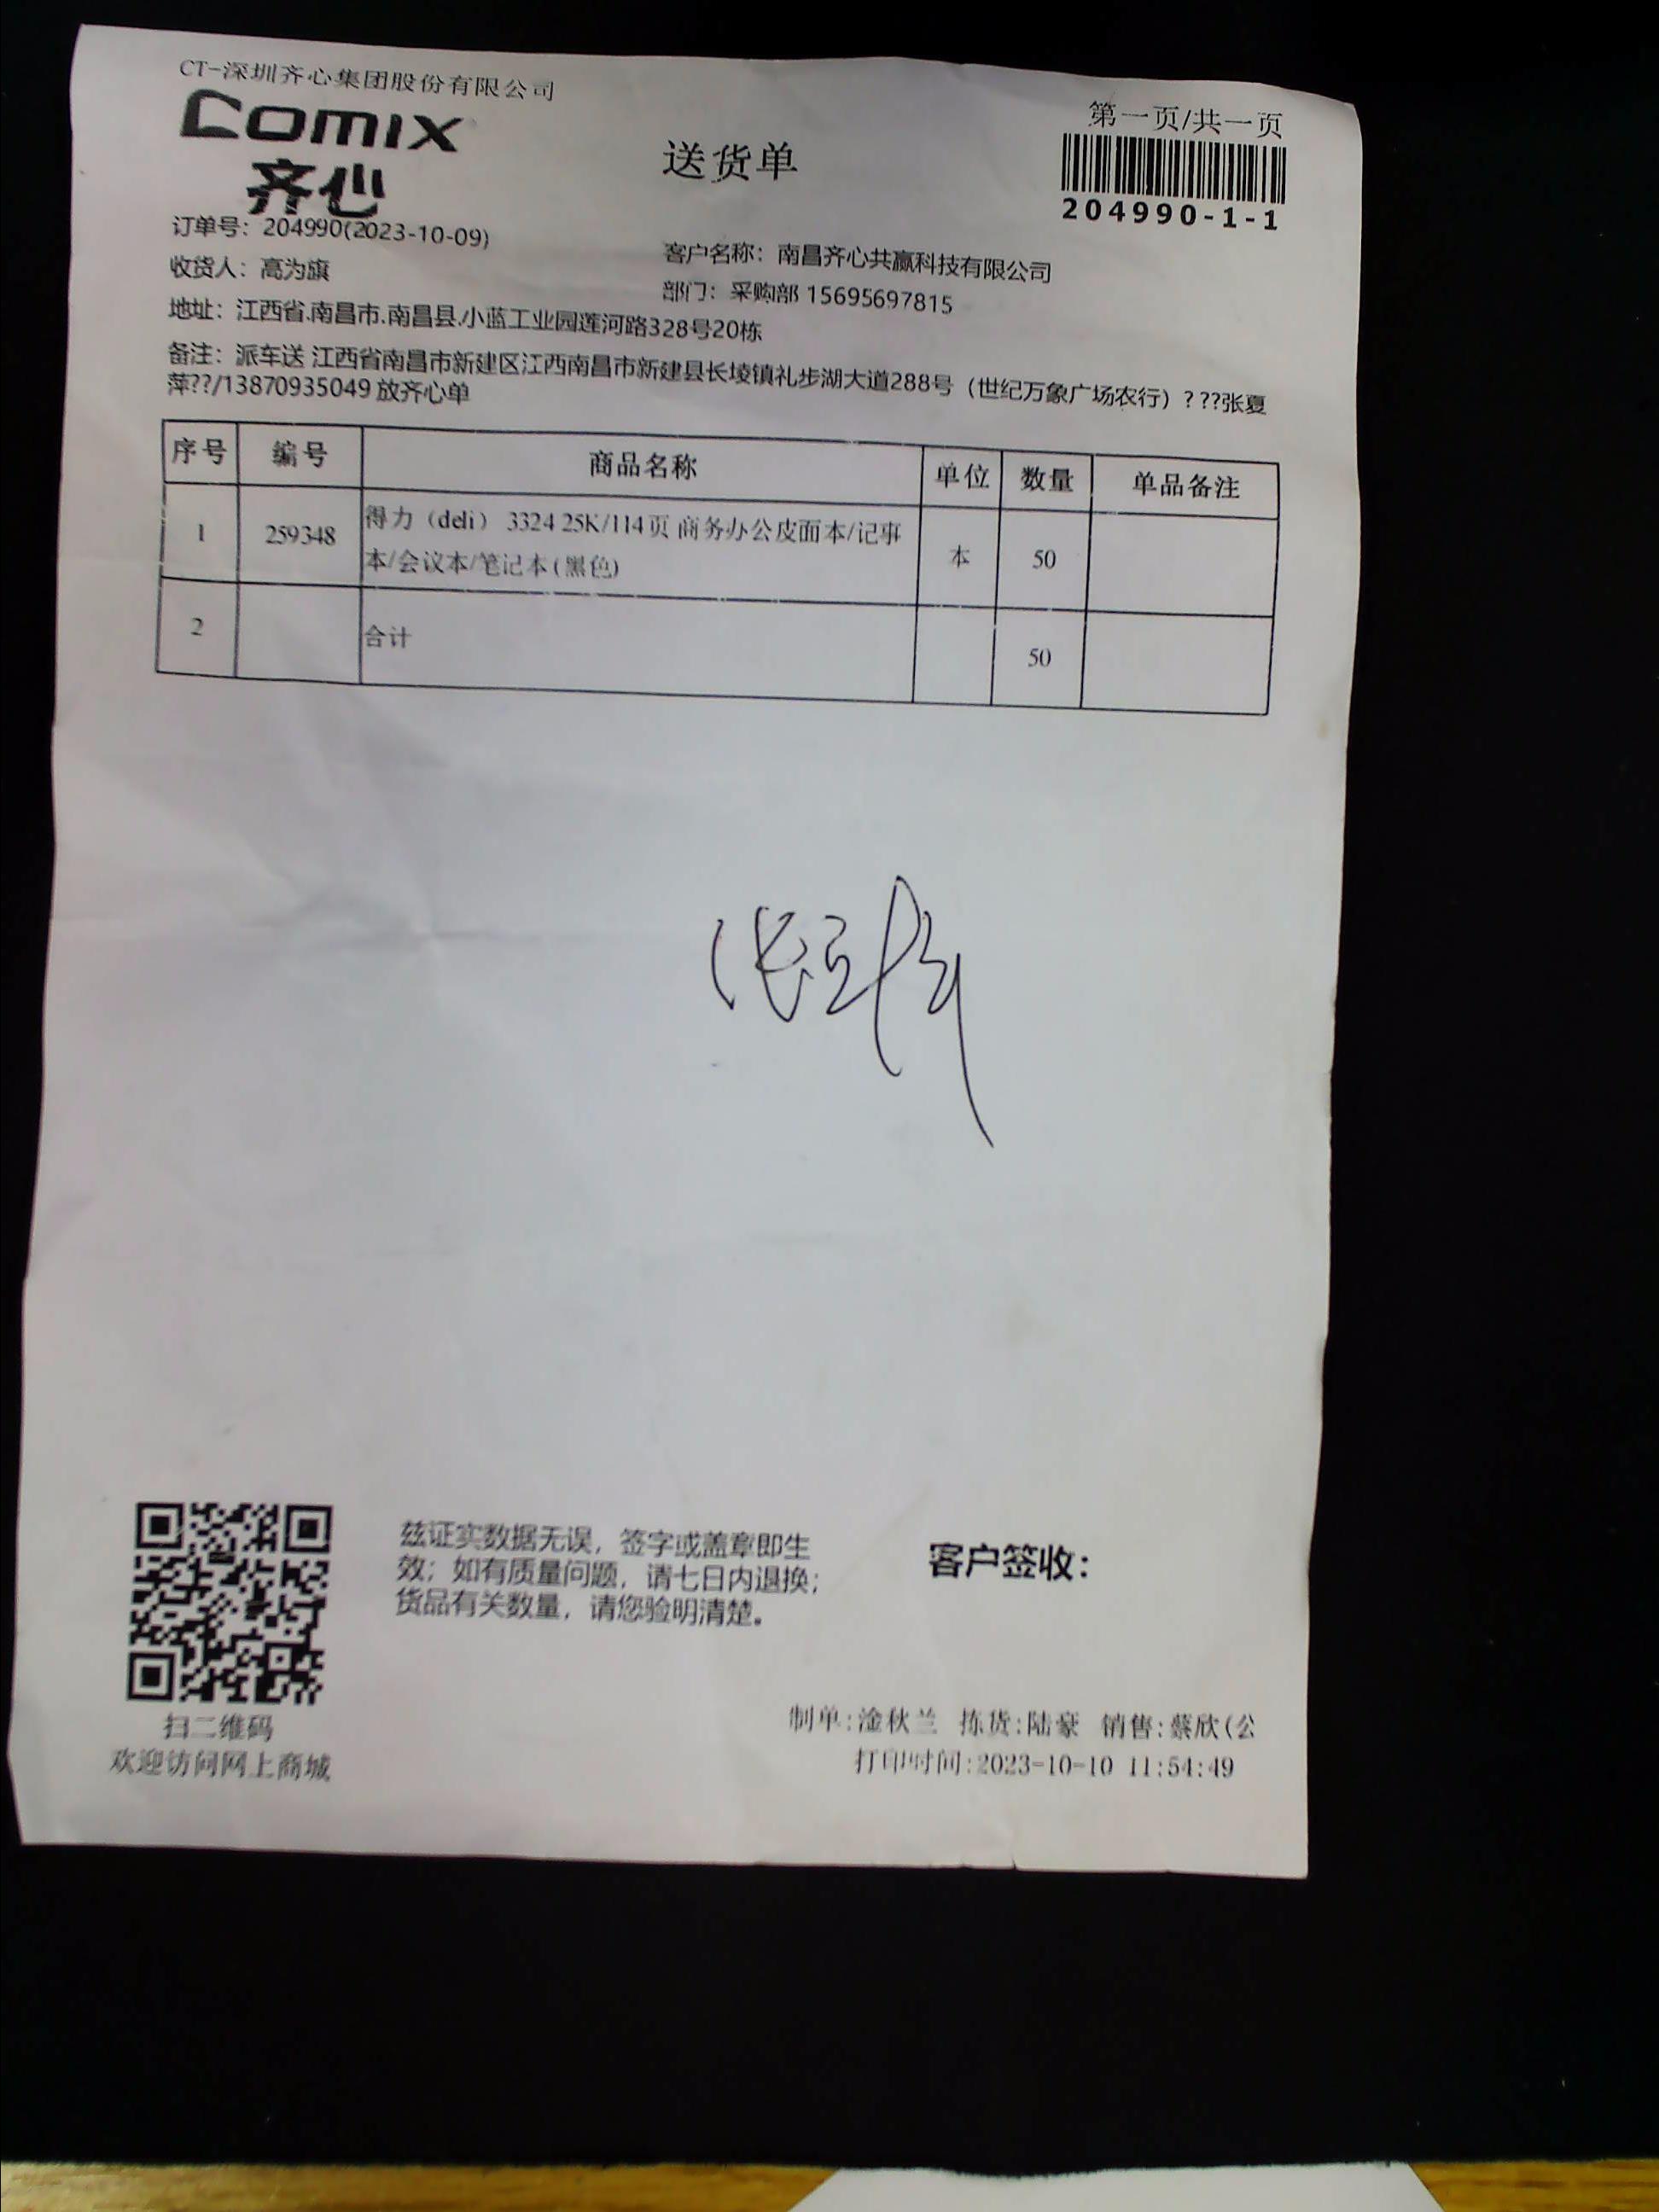 CT-深圳齐心集团股份有限公司
comix
齐心
送货单
第一页/共一页
204990-1-1
订单号：204990(2023-10-09)
客户名称：南昌齐心共赢科技有限公司
收货人：高为旗
部门：采购部 15695697815
地址：江西省.南昌市.南昌县.小蓝工业园莲河路328号20栋
备注：派车送 江西省南昌市新建区江西南昌市新建县长堎镇礼步湖大道288号（世纪万象广场农行）???张夏
萍??/13870935049 放齐心单
序号 编号 商品名称 单位 数量 单品备注
1 259348 得力（deli） 3324 25K/114页 商务办公皮面本/记事
本/会议本/笔记本(黑色) 本 50
2 合计 50
兹证实数据无误，签字或盖章即生
效；如有质量问题，请七日内退换；
货品有关数量，请您验明清楚。
客户签收：
扫二维码
欢迎访问网上商城
制单:淦秋兰 拣货:陆豪 销售:蔡欣(公
打印时间:2023-10-10 11:54:49